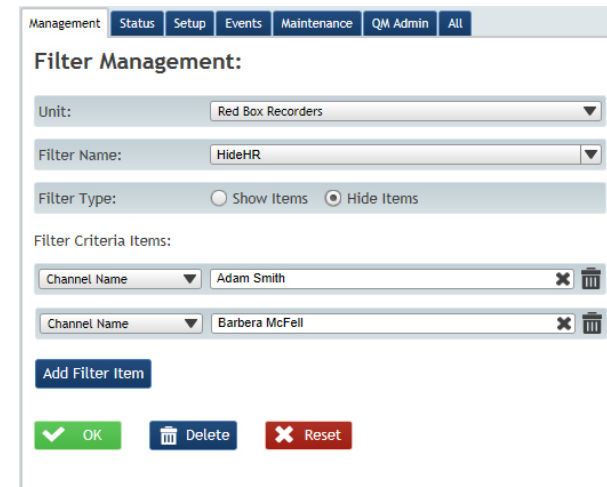 Management Status Setup Events Maintenance QM Admin All
Filter Management:
Unit: Red Box Recorders
Filter Name: HideHR
Filter Type: Show Items Hide Items
Filter Criteria Items:
Channel Name Adam Smith
Channel Name Barbera McFell
Add Filter Item
OK Delete Reset